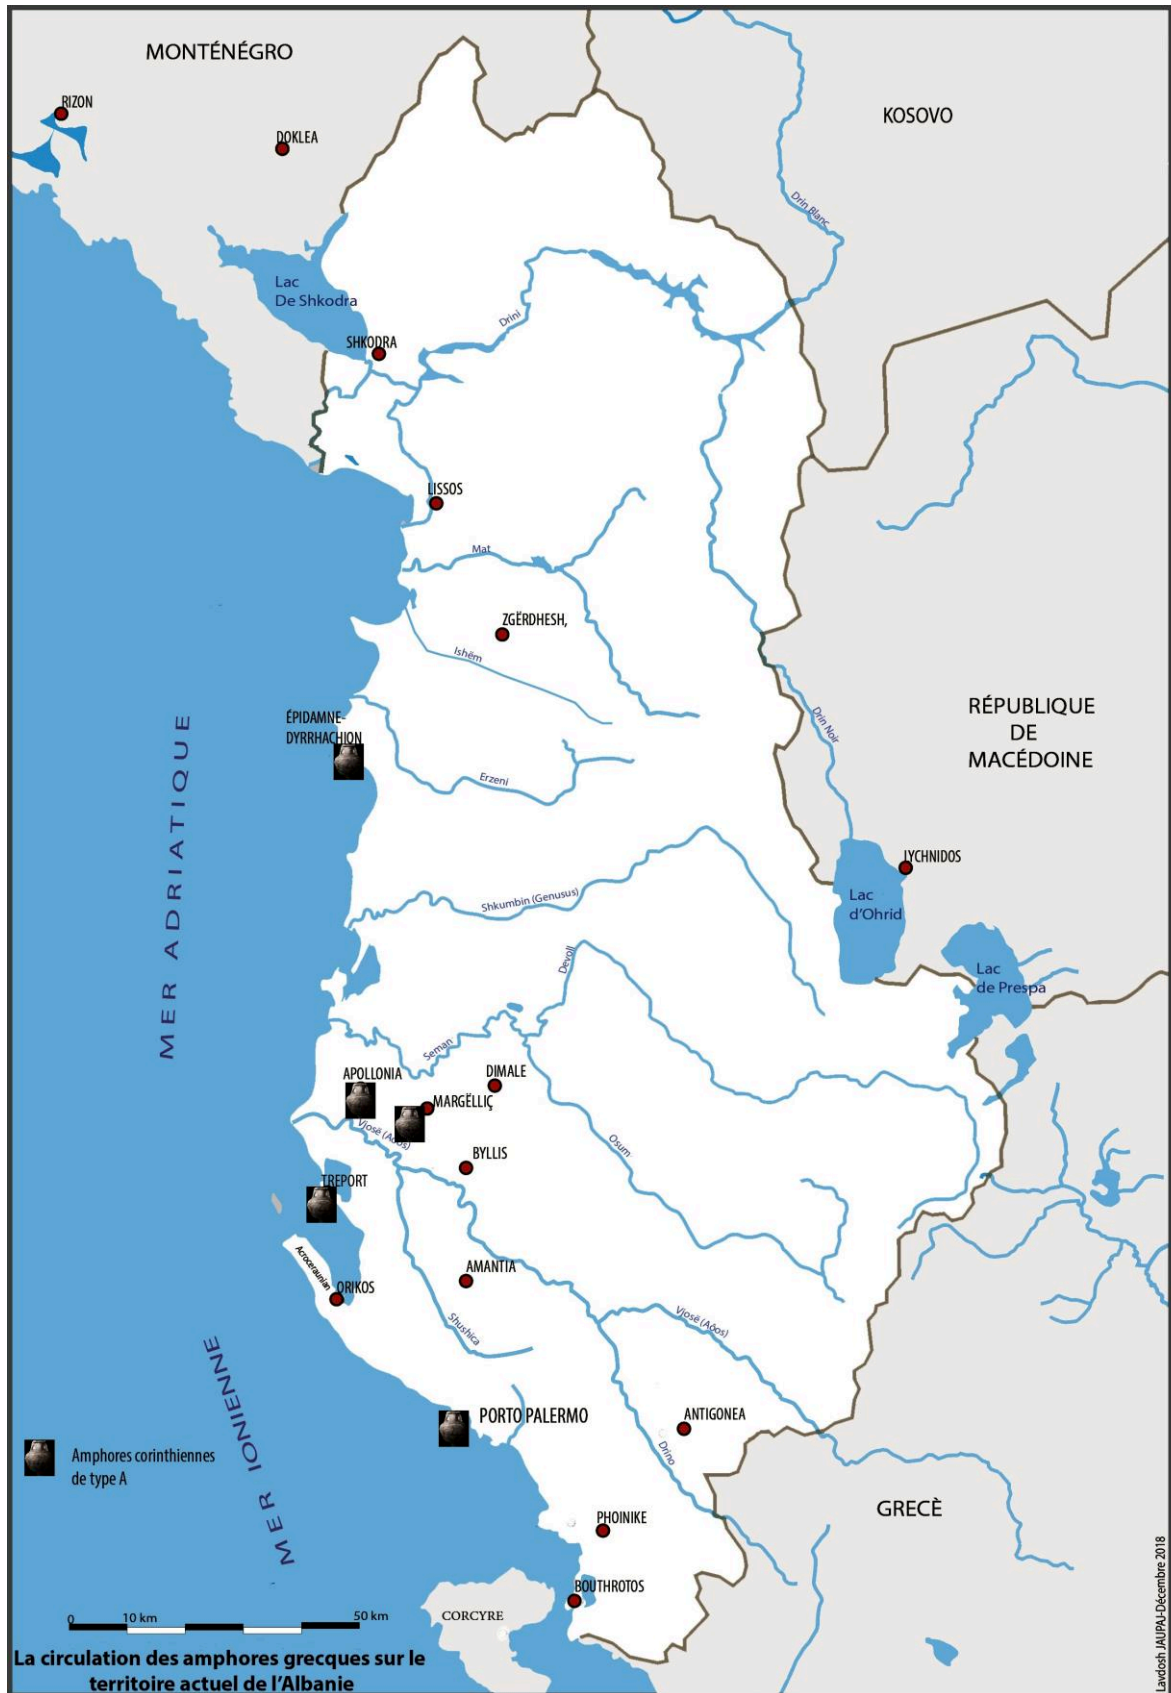 MONTÉNÉGRO
KOSOVO
RIZON
DOKLEA
Drin Blanc
Lac
De Shkodra
Drini
SHKODRA
LISSOS
Mat
ZGËRDHESH,
Ishëm
ÉPIDAMNE-
DYRRHACHION
Erzeni
Drin Noir
RÉPUBLIQUE
DE
MACÉDOINE
MER ADRIATIQUE
LYCHNIDOS
Shkumbin (Genusus)
Lac
d'Ohrid
Devoll
Lac
de Prespa
Seman
APOLLONIA
DIMALE
MARGËLLIÇ
Vjosë (Aôos)
Osum
BYLLIS
TREPORT
Acroceraunian
ORIKOS
AMANTIA
Shushica
Vjosë (Aôos)
MER IONIENNE
PORTO PALERMO
ANTIGONEA
Drino
Amphores corinthiennes
de type A
GRECÈ
PHOINIKE
BOUTHROTOS
CORCYRE
0 10 km 50 km
La circulation des amphores grecques sur le
territoire actuel de l'Albanie
Lavdosh JAUPAJ-Décembre 2018